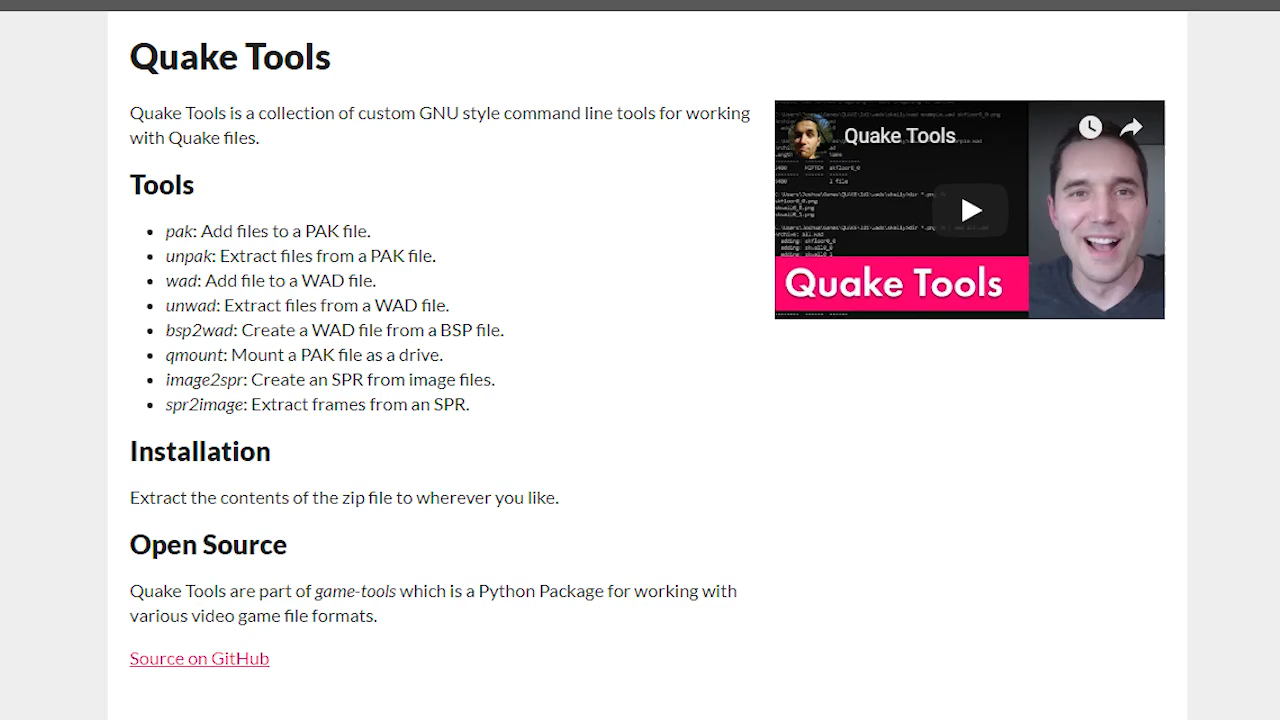 Quake Tools
Quake Tools is a collection of custom GNU style command line tools for working
with Quake files.
Tools
pak: Add files to a PAK file.
unpak: Extract files from a PAK file.
wad: Add file to a WAD file.
unwad: Extract files from a WAD file.
bsp2wad: Create a WAD file from a BSP file.
qmount: Mount a PAK file as a drive.
image2spr: Create an SPR from image files.
spr2image: Extract frames from an SPR.
Installation
Extract the contents of the zip file to wherever you like.
Open Source
Quake Tools are part of game-tools which is a Python Package for working with
various video game file formats.
Source on GitHub
Quake Tools
Quake Tools